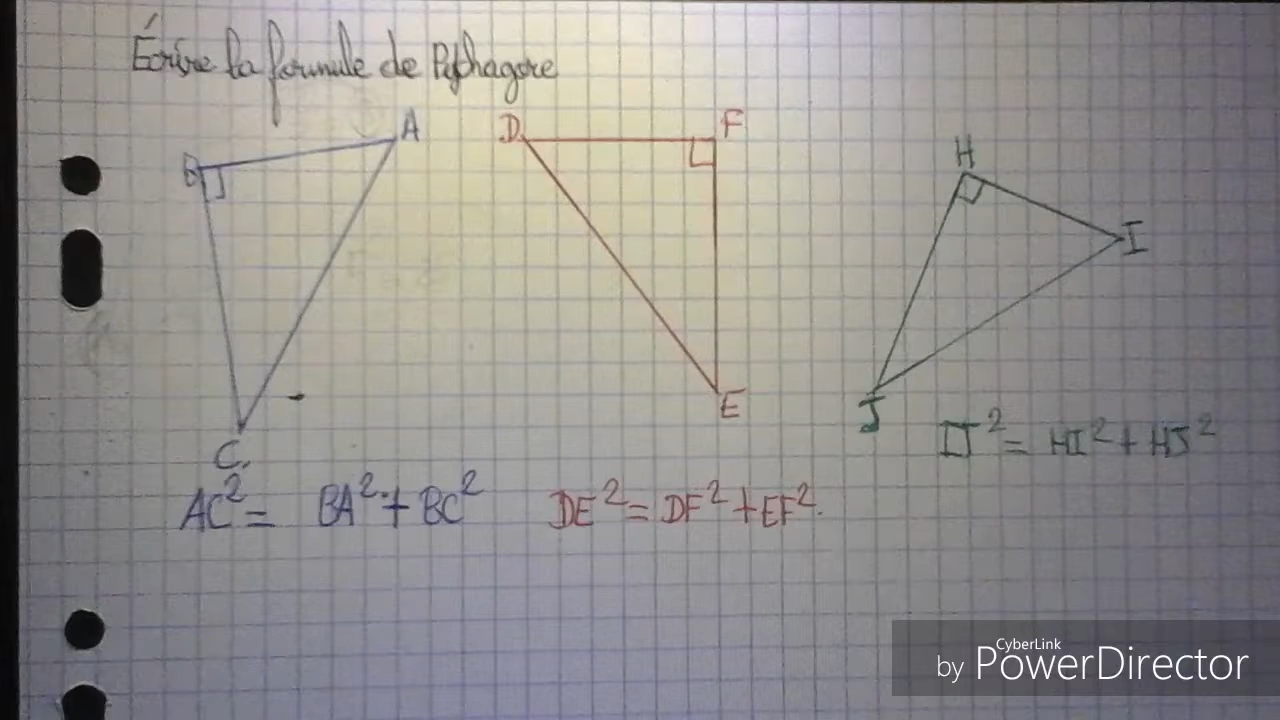 Écrire la formule de Pythagore
A
B
C
D
F
E
H
I
J
IJ² = HI² + HJ²
AC² = BA² + BC²
DE² = DF² + EF².
CyberLink
by PowerDirector